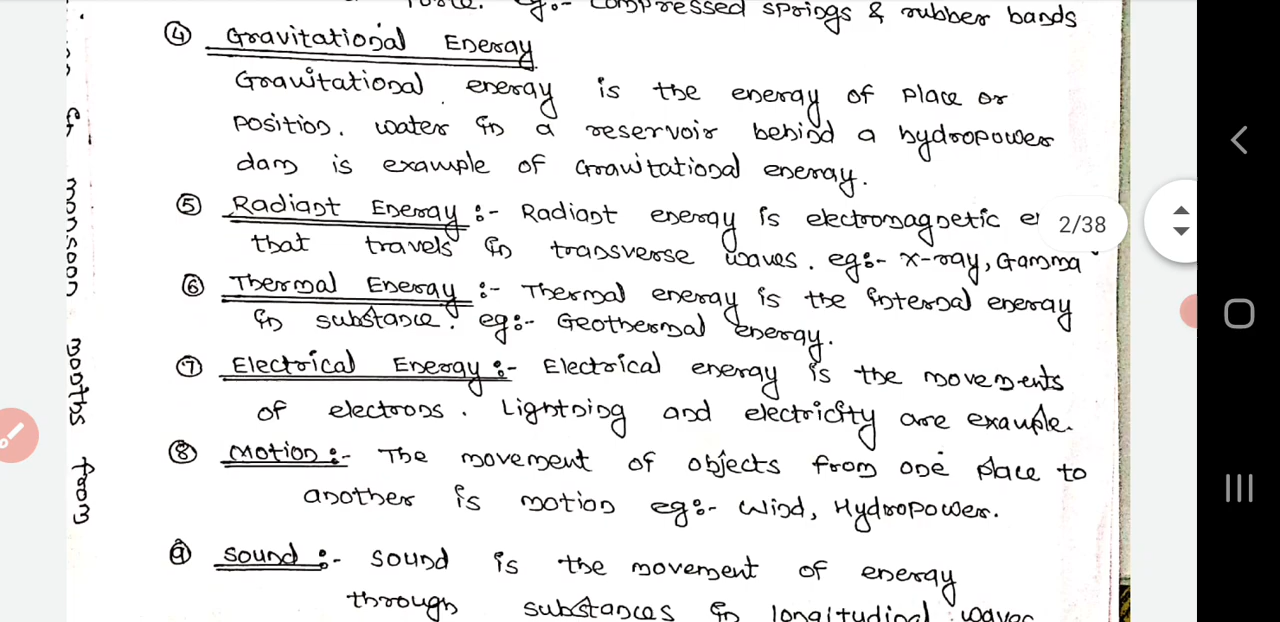 force. eg:- compressed springs & rubber bands
④ Gravitational Energy
Gravitational energy is the energy of place or
position. water in a reservoir behind a hydropower
dam is example of Gravitational energy.
⑤ Radiant Energy :- Radiant energy is electromagnetic
2/38
that travels in transverse waves. eg:- x-ray, Gamma
⑥ Thermal Energy :- Thermal energy is the internal energy
in substance. eg:- Geothermal energy.
⑦ Electrical Energy :- Electrical energy is the movements
of electrons. Lightning and electricity are example.
⑧ Motion :- The movement of objects from one place to
another is motion eg:- Wind, Hydropower.
⑨ Sound :- Sound is the movement of energy
through substances in longitudinal waves
monsoon months from